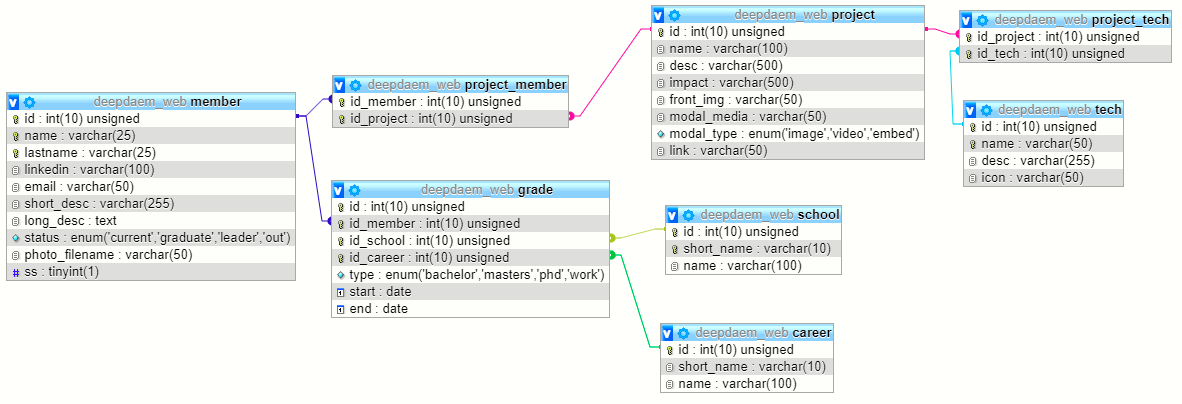 deepdaem_web member
id : int(10) unsigned
name : varchar(25)
lastname : varchar(25)
linkedin : varchar(100)
email : varchar(50)
short_desc : varchar(255)
long_desc : text
status : enum('current','graduate','leader','out')
photo_filename : varchar(50)
# ss : tinyint(1)
deepdaem_web project_member
id_member : int(10) unsigned
id_project : int(10) unsigned
deepdaem_web grade
id : int(10) unsigned
id_member : int(10) unsigned
id_school : int(10) unsigned
id_career : int(10) unsigned
type : enum('bachelor','masters','phd','work')
start : date
end : date
deepdaem_web project
id : int(10) unsigned
name : varchar(100)
desc : varchar(500)
impact : varchar(500)
front_img : varchar(50)
modal_media : varchar(50)
modal_type : enum('image','video','embed')
link : varchar(50)
deepdaem_web school
id : int(10) unsigned
short_name : varchar(10)
name : varchar(100)
deepdaem_web career
id : int(10) unsigned
short_name : varchar(10)
name : varchar(100)
deepdaem_web project_tech
id_project : int(10) unsigned
id_tech : int(10) unsigned
deepdaem_web tech
id : int(10) unsigned
name : varchar(50)
desc : varchar(255)
icon : varchar(50)